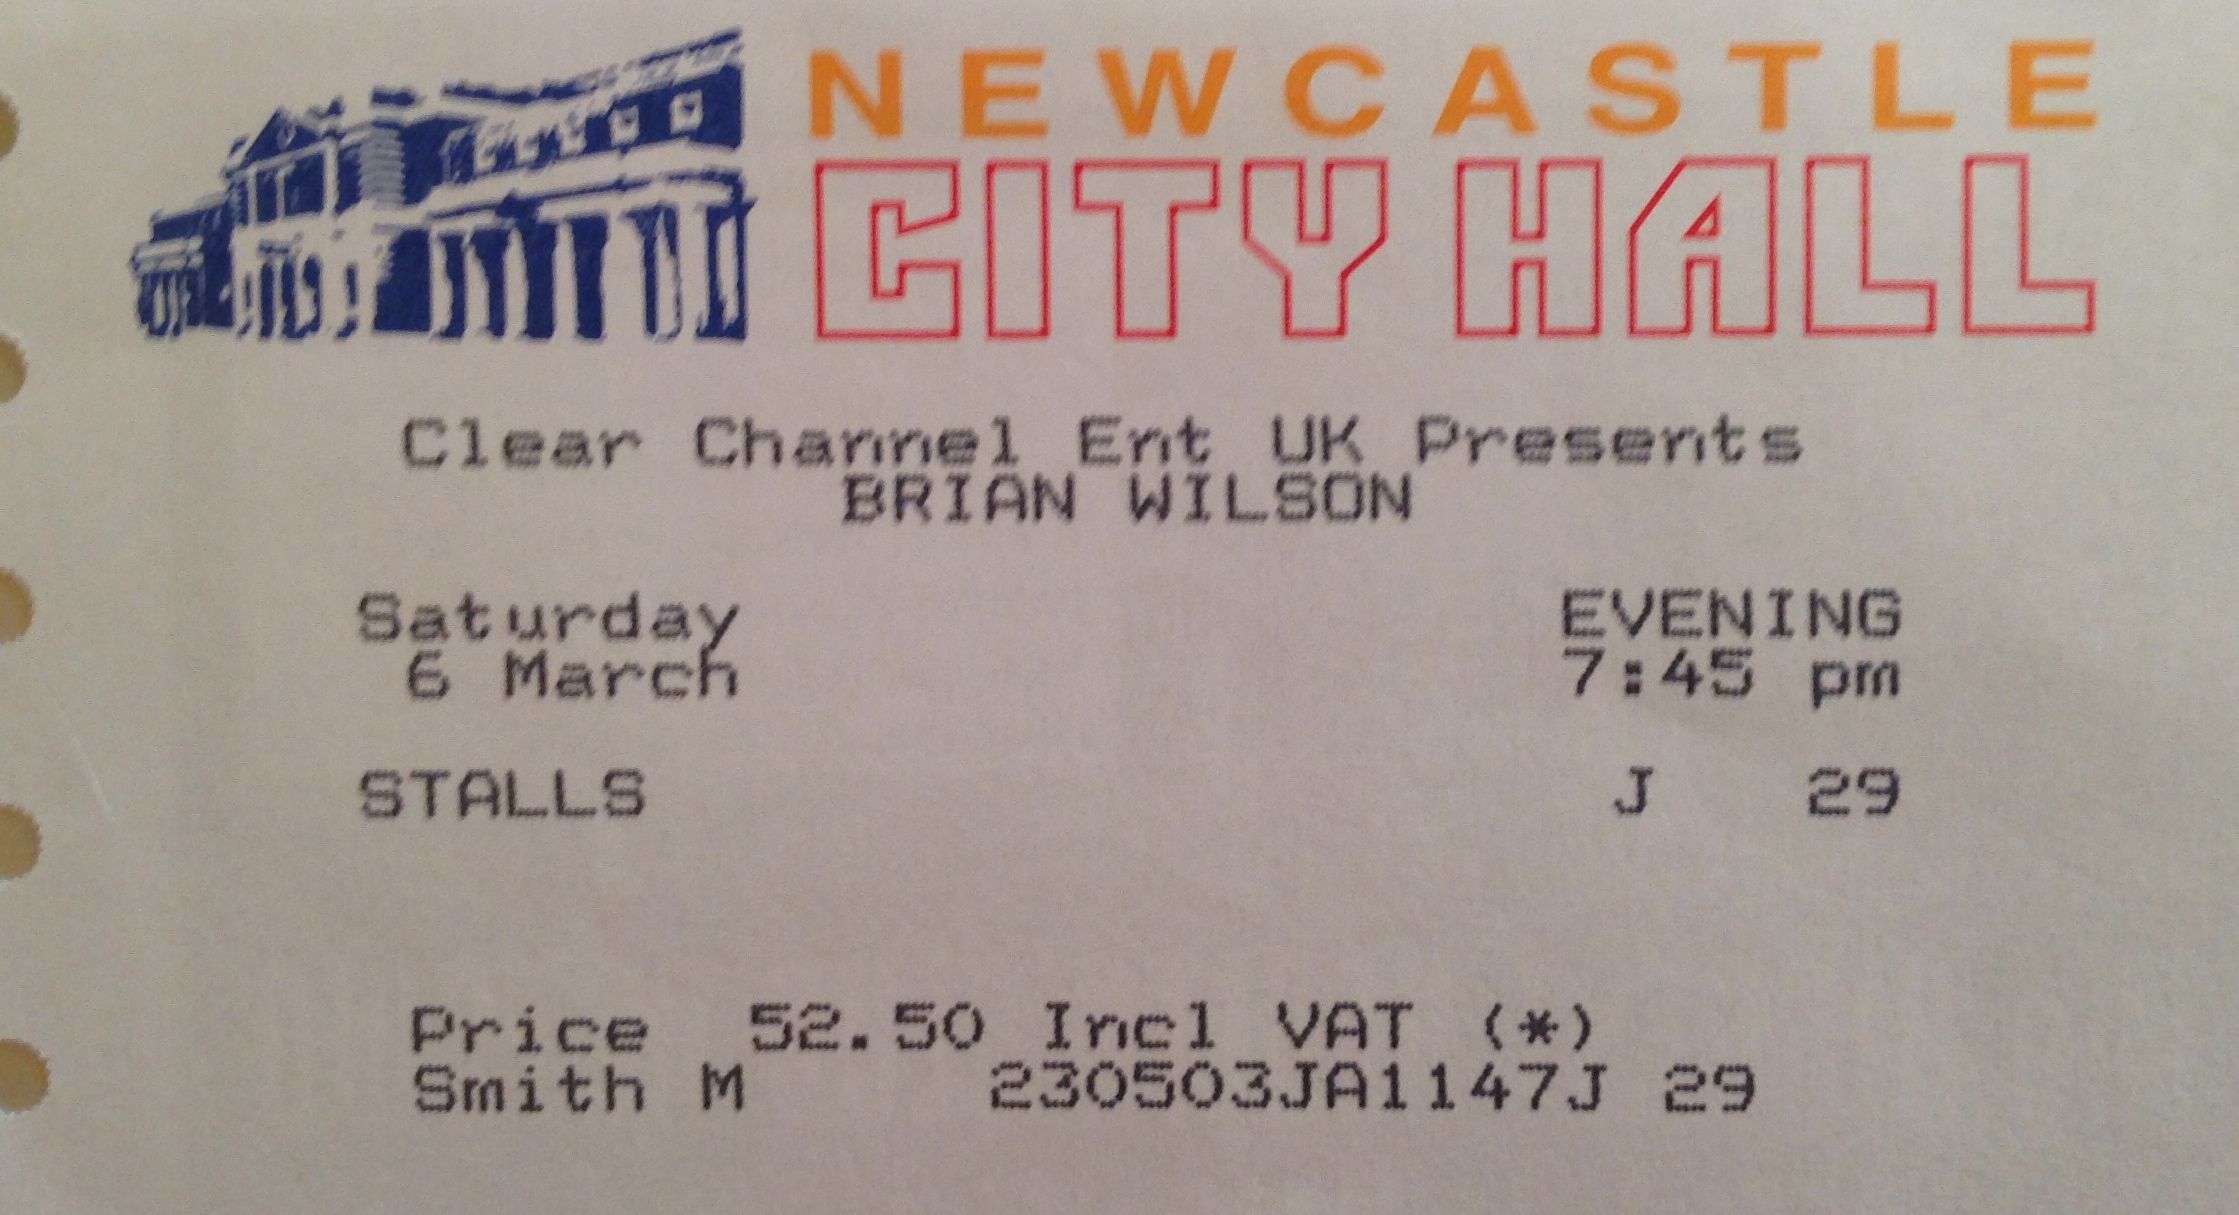 NEWCASTLE
CITY HALL
Clear Channel Ent UK Presents
BRIAN WILSON
Saturday EVENING
6 March 7:45 pm
STALLS J 29
Price 52.50 Incl VAT (*)
Smith M 230503JA1147J 29